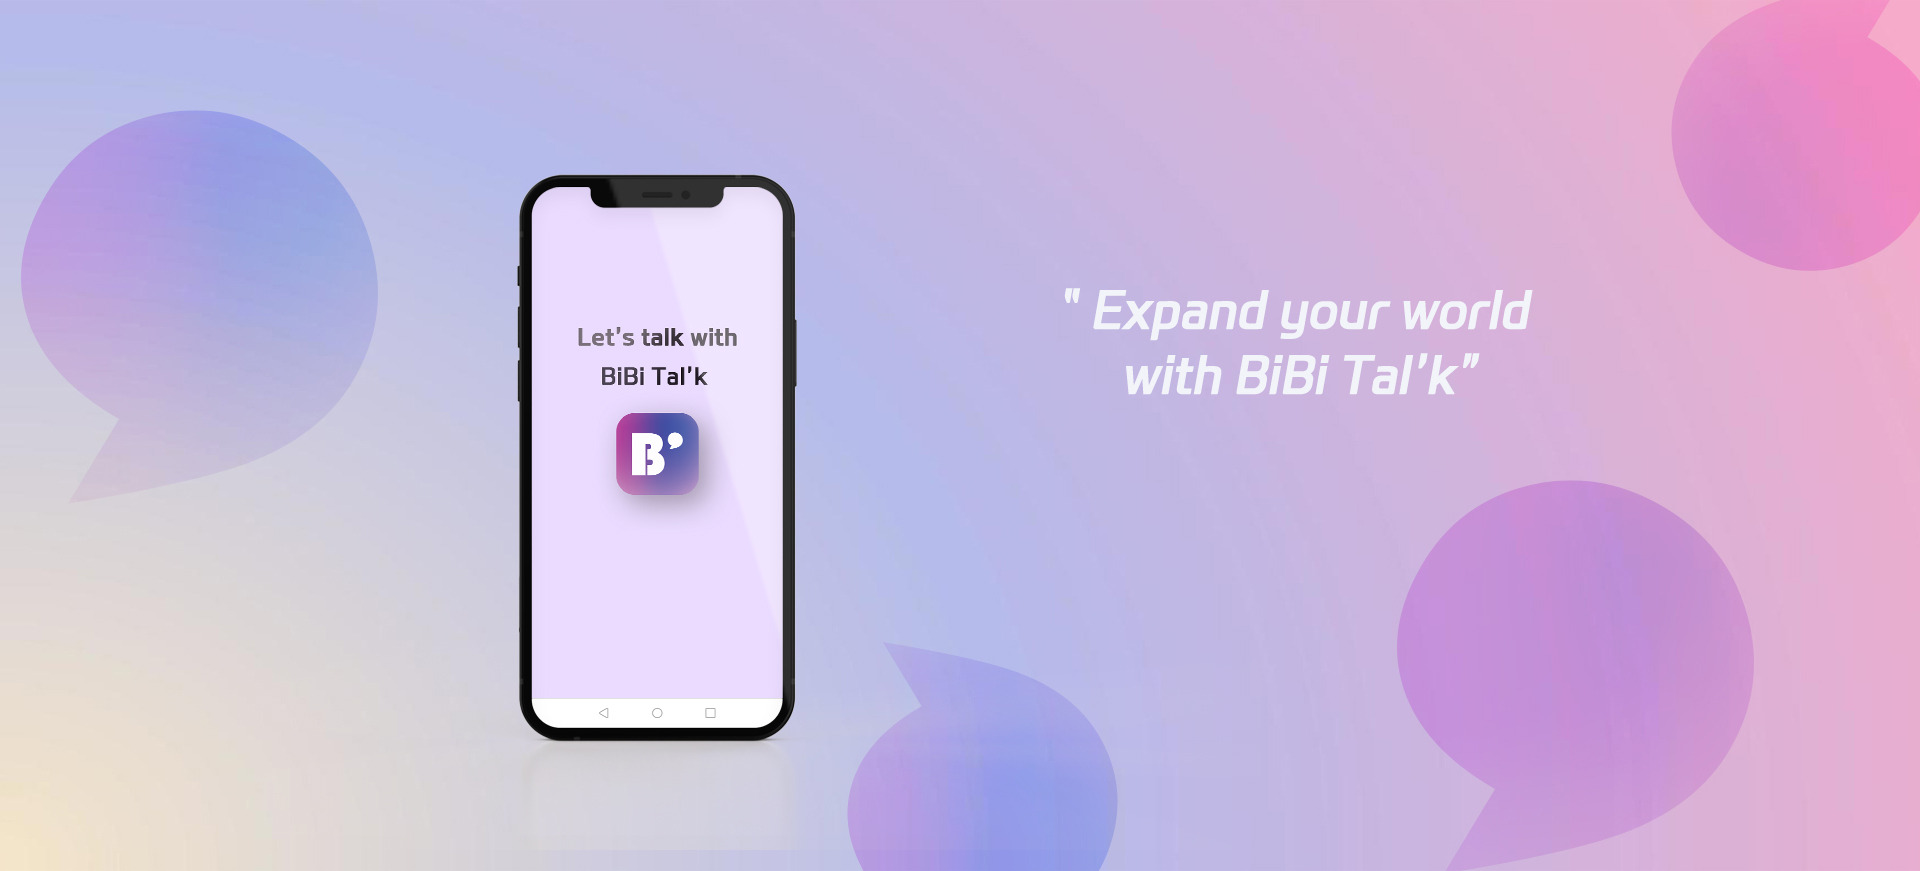 Let's talk with
BiBi Tal'k
B'
" Expand your world
with BiBi Tal'k"